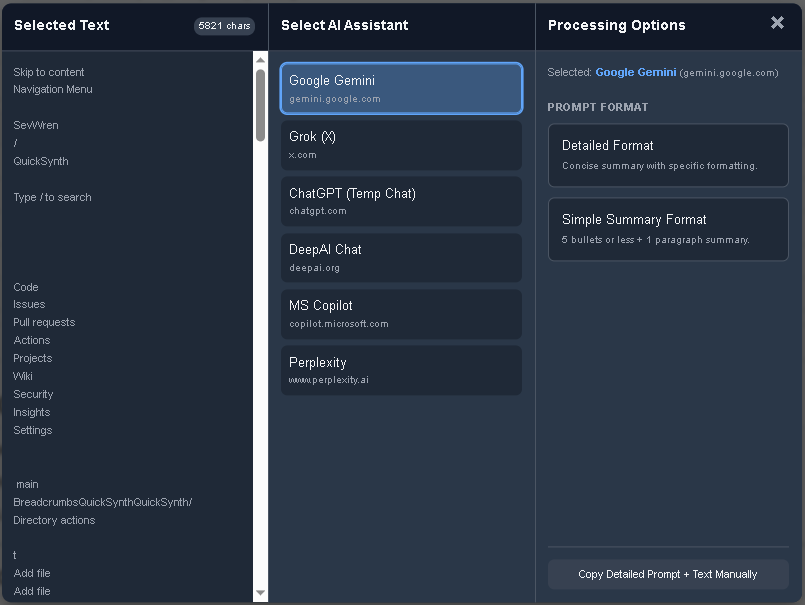 Selected Text
5821 chars
Skip to content
Navigation Menu
SevWren
/
QuickSynth
Type / to search
Code
Issues
Pull requests
Actions
Projects
Wiki
Security
Insights
Settings
main
BreadcrumbsQuickSynthQuickSynth/
Directory actions
t
Add file
Add file
Select AI Assistant
Google Gemini
gemini.google.com
Grok (X)
x.com
ChatGPT (Temp Chat)
chatgpt.com
DeepAI Chat
deepai.org
MS Copilot
copilot.microsoft.com
Perplexity
www.perplexity.ai
Processing Options
×
Selected: Google Gemini (gemini.google.com)
PROMPT FORMAT
Detailed Format
Concise summary with specific formatting.
Simple Summary Format
5 bullets or less + 1 paragraph summary.
Copy Detailed Prompt + Text Manually